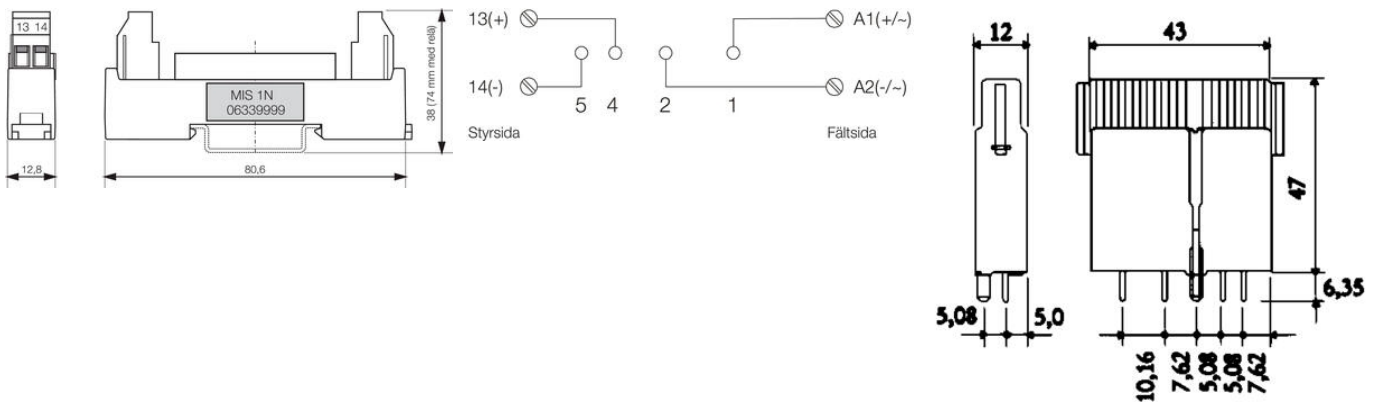 13 14
MIS 1N
06339999
38 (74 mm med relä)
12,8
80,6
13(+)
A1(+/~)
14(-)
A2(-/~)
5 4 2 1
Styrsida
Fältsida
12
43
47
6,35
5,08
5,0
10,16
7,62
5,08
5,08
7,62